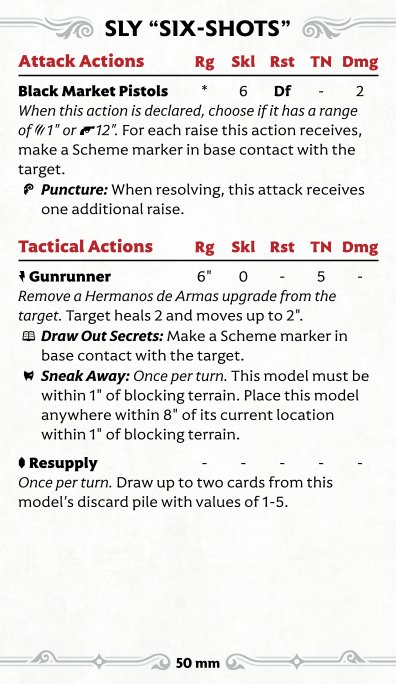 SLY “SIX-SHOTS”
Attack Actions Rg Skl Rst TN Dmg
Black Market Pistols * 6 Df - 2
When this action is declared, choose if it has a range
of 1" or 12". For each raise this action receives,
make a Scheme marker in base contact with the
target.
Puncture: When resolving, this attack receives
one additional raise.
Tactical Actions Rg Skl Rst TN Dmg
Gunrunner 6" 0 - 5 -
Remove a Hermanos de Armas upgrade from the
target. Target heals 2 and moves up to 2".
Draw Out Secrets: Make a Scheme marker in
base contact with the target.
Sneak Away: Once per turn. This model must be
within 1" of blocking terrain. Place this model
anywhere within 8" of its current location
within 1" of blocking terrain.
Resupply - - - - -
Once per turn. Draw up to two cards from this
model’s discard pile with values of 1-5.
50 mm